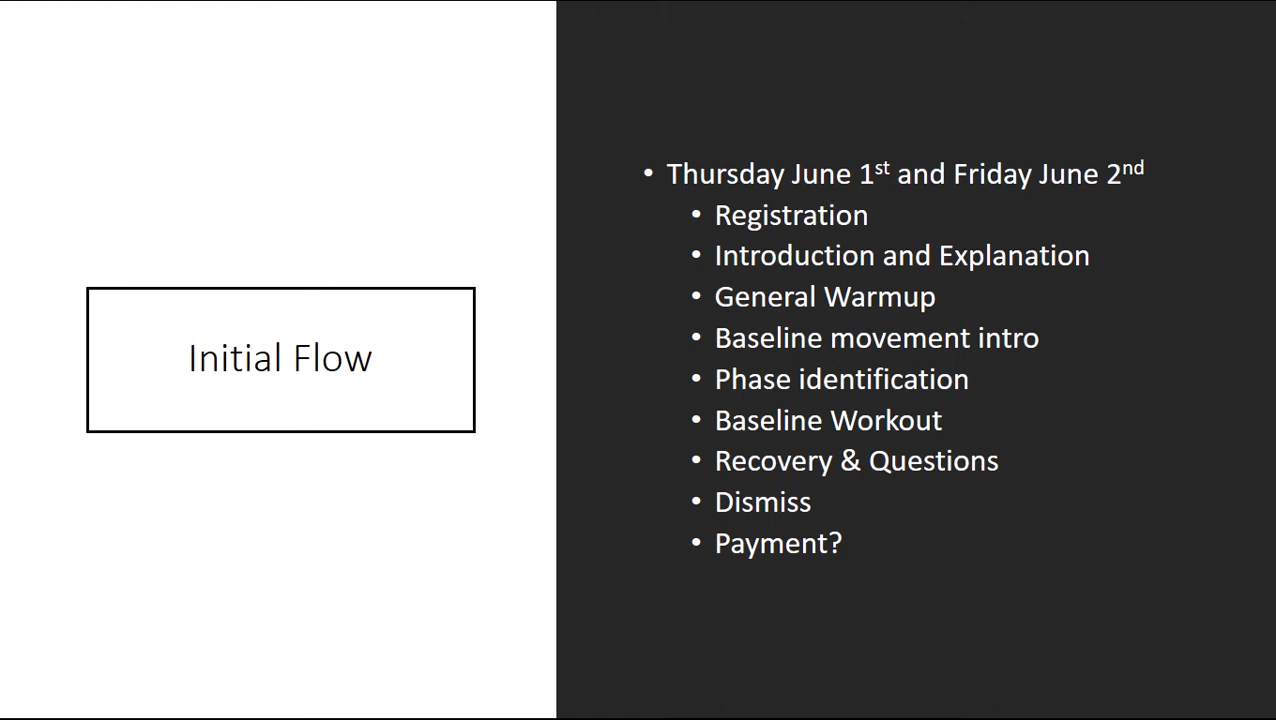 Initial Flow
• Thursday June 1st and Friday June 2nd
• Registration
• Introduction and Explanation
• General Warmup
• Baseline movement intro
• Phase identification
• Baseline Workout
• Recovery & Questions
• Dismiss
• Payment?